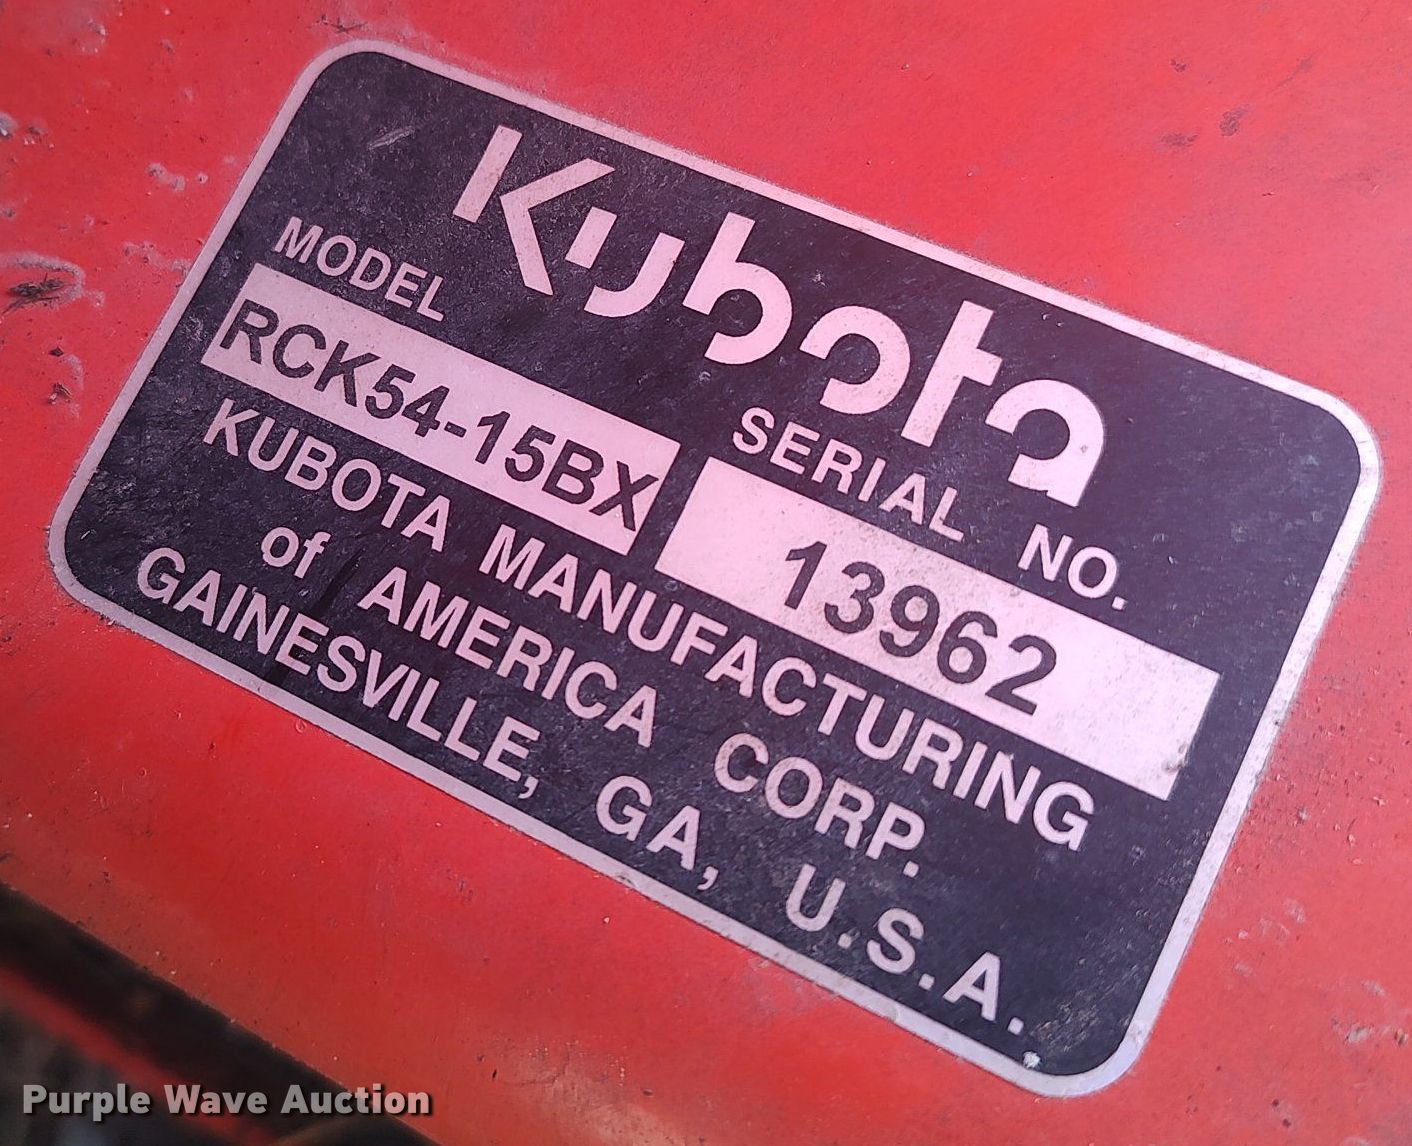 Kubota
MODEL
RCK54-15BX
SERIAL NO.
13962
KUBOTA MANUFACTURING
of AMERICA CORP.
GAINESVILLE, GA, U.S.A.
Purple Wave Auction